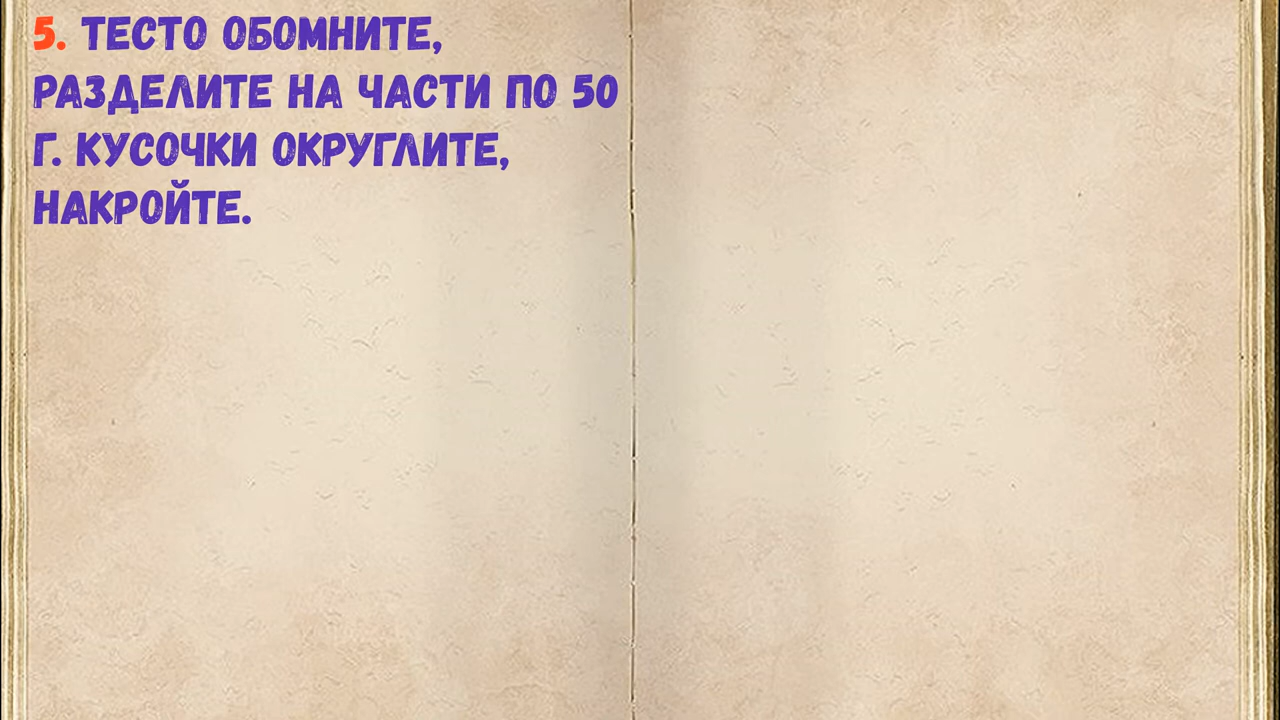 5. ТЕСТО ОБОМНИТЕ,
РАЗДЕЛИТЕ НА ЧАСТИ ПО 50
Г. КУСОЧКИ ОКРУГЛИТЕ,
НАКРОЙТЕ.